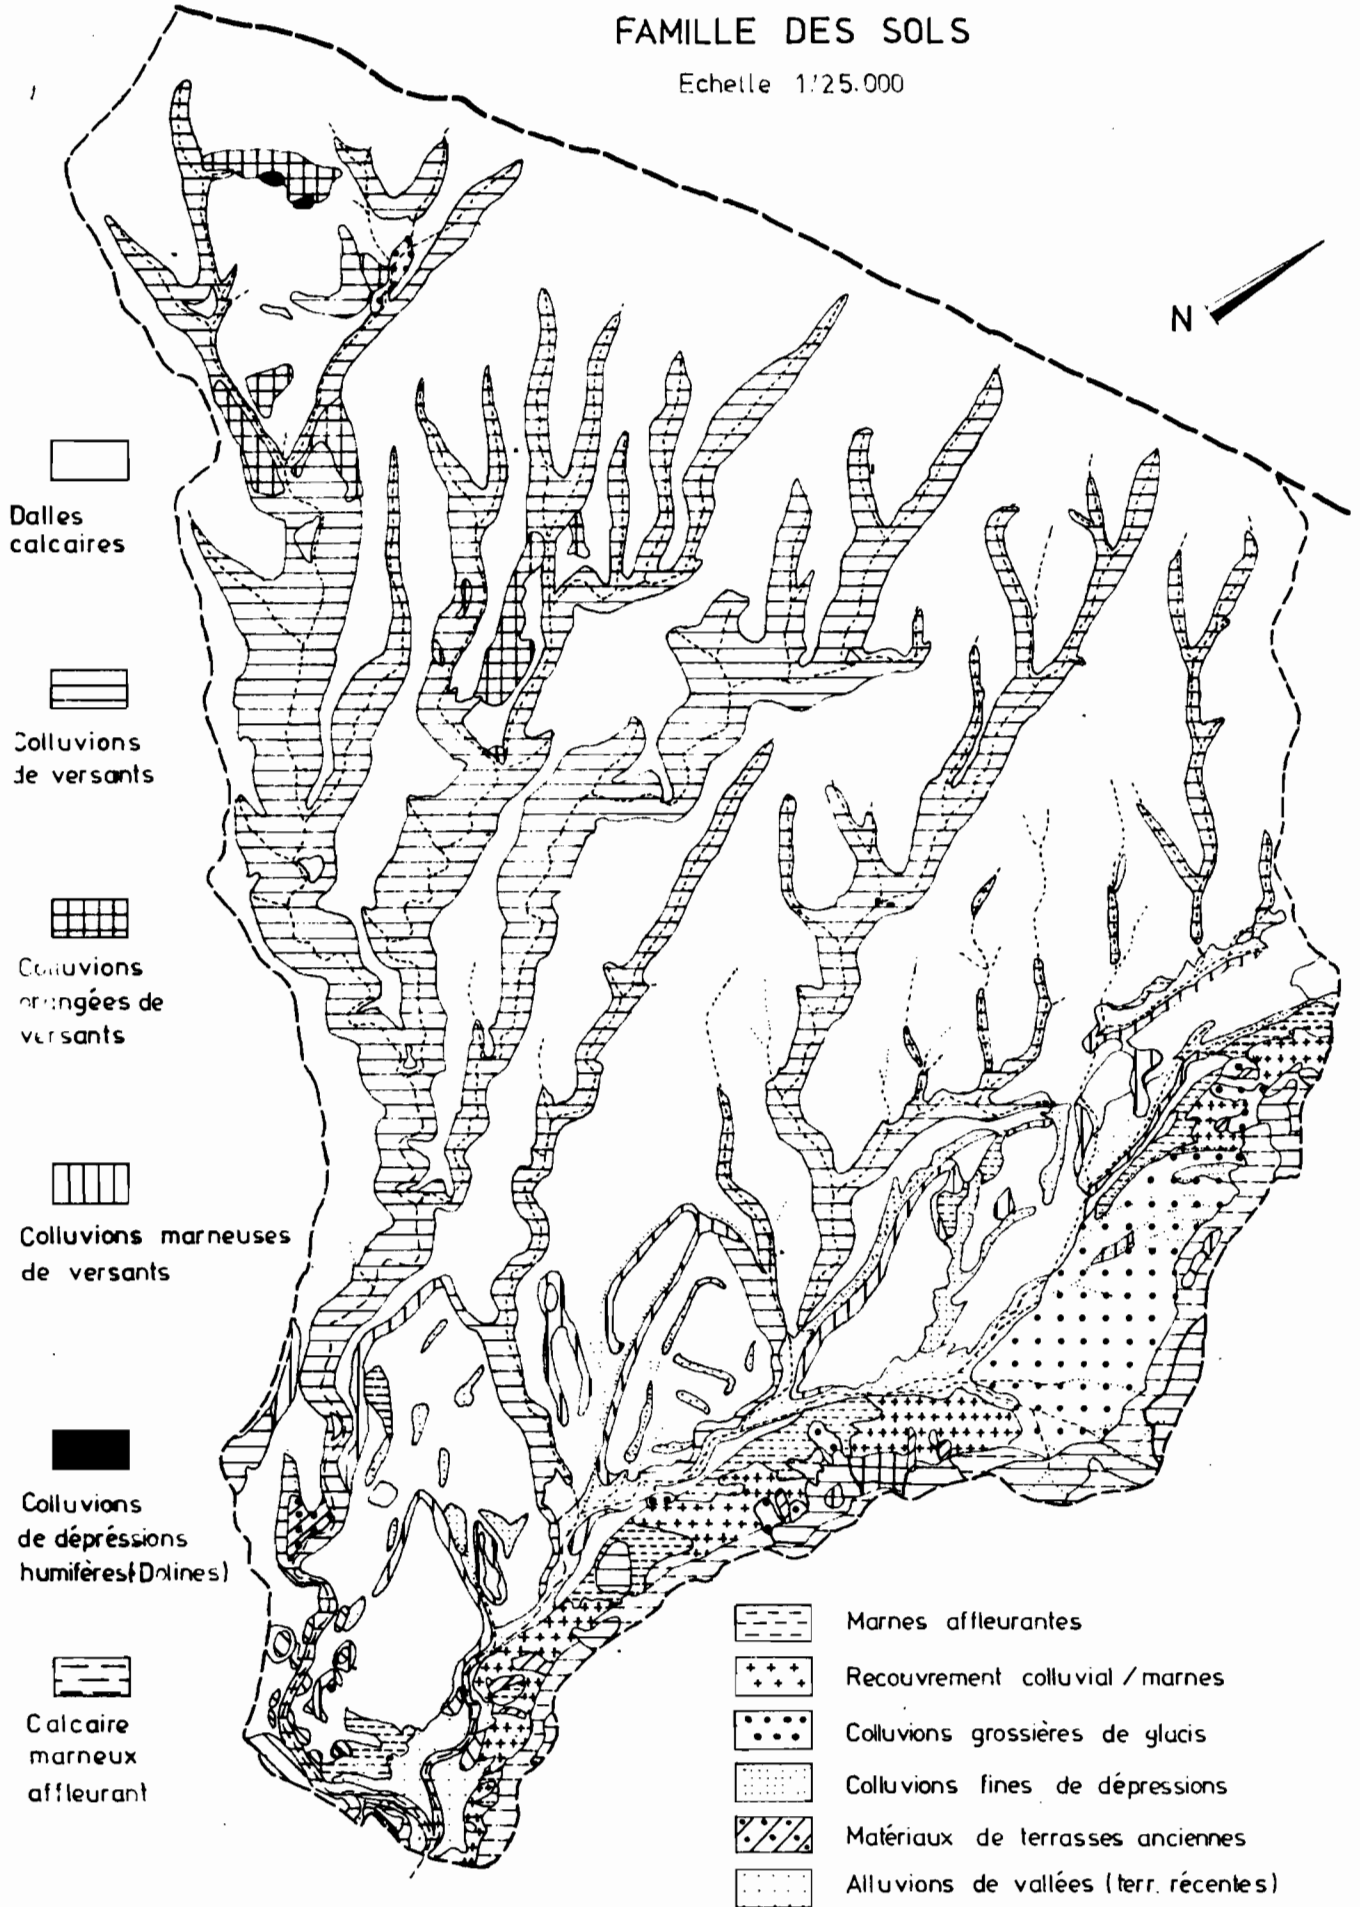 FAMILLE DES SOLS
Echelle 1/25.000
N
Dalles
calcaires
Colluvions
de versants
Colluvions
orangées de
versants
Colluvions marneuses
de versants
Colluvions
de dépréssions
humifères(Dolines)
Calcaire
marneux
affleurant
Marnes affleurantes
Recouvrement colluvial / marnes
Colluvions grossières de glacis
Colluvions fines de dépressions
Matériaux de terrasses anciennes
Alluvions de vallées (terr. récentes)